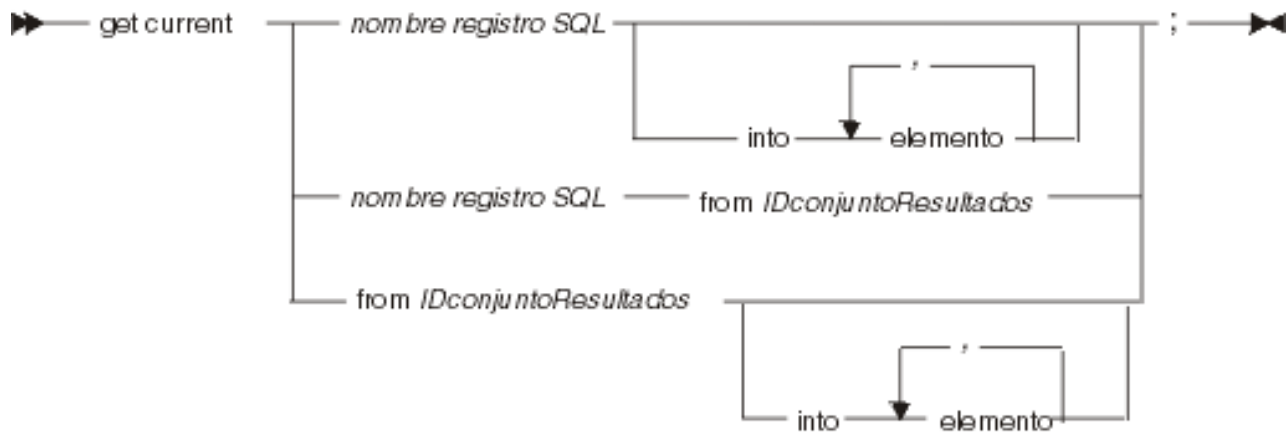 get current nombre registro SQL ;
,
into elemento
nombre registro SQL from IDconjuntoResultados
from IDconjuntoResultados
,
into elemento